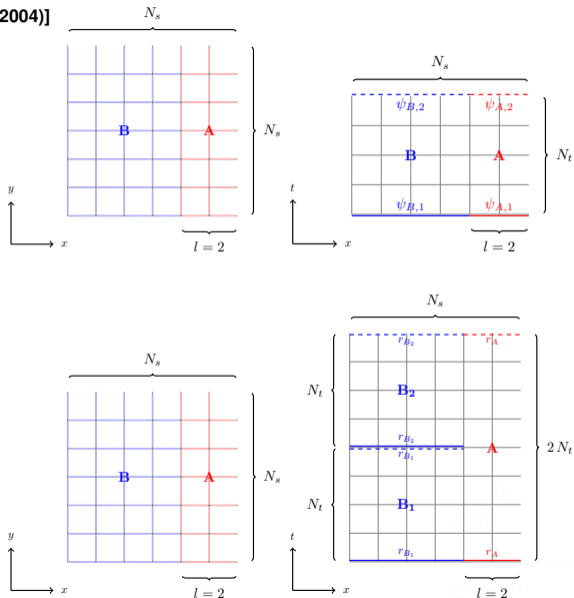 2004)]
N_s
B
A
N_s
y
x
l = 2
N_s
ψ_{B,2}
ψ_{A,2}
B
A
N_t
ψ_{B,1}
ψ_{A,1}
t
x
l = 2
N_s
B
A
N_s
y
x
l = 2
N_s
r_{B_2}
r_A
N_t
B_2
r_{B_2}
r_{B_1}
A
2 N_t
N_t
B_1
r_{B_1}
r_A
t
x
l = 2